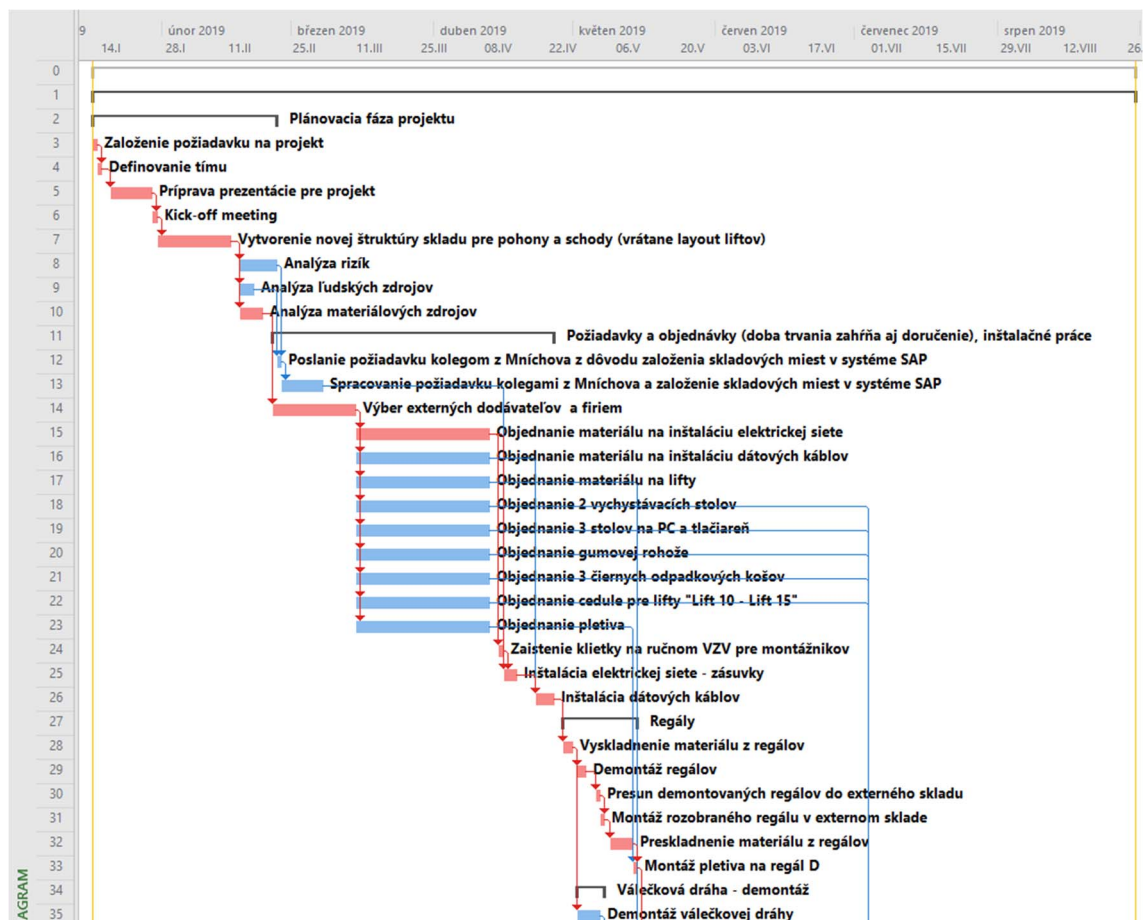 9 únor 2019 březen 2019 duben 2019 květen 2019 červen 2019 červenec 2019 srpen 2019
14.I 28.I 11.II 25.II 11.III 25.III 08.IV 22.IV 06.V 20.V 03.VI 17.VI 01.VII 15.VII 29.VII 12.VIII 26.
0
1
2 Plánovacia fáza projektu
3 Založenie požiadavku na projekt
4 Definovanie tímu
5 Príprava prezentácie pre projekt
6 Kick-off meeting
7 Vytvorenie novej štruktúry skladu pre pohony a schody (vrátane layout liftov)
8 Analýza rizík
9 Analýza ľudských zdrojov
10 Analýza materiálových zdrojov
11 Požiadavky a objednávky (doba trvania zahŕňa aj doručenie), inštalačné práce
12 Poslanie požiadavku kolegom z Mníchova z dôvodu založenia skladových miest v systéme SAP
13 Spracovanie požiadavku kolegami z Mníchova a založenie skladových miest v systéme SAP
14 Výber externých dodávateľov a firiem
15 Objednanie materiálu na inštaláciu elektrickej siete
16 Objednanie materiálu na inštaláciu dátových káblov
17 Objednanie materiálu na lifty
18 Objednanie 2 vychystávacích stolov
19 Objednanie 3 stolov na PC a tlačiareň
20 Objednanie gumovej rohože
21 Objednanie 3 čiernych odpadkových košov
22 Objednanie cedule pre lifty "Lift 10 - Lift 15"
23 Objednanie pletiva
24 Zaistenie klietky na ručnom VZV pre montážnikov
25 Inštalácia elektrickej siete - zásuvky
26 Inštalácia dátových káblov
27 Regály
28 Vyskladnenie materiálu z regálov
29 Demontáž regálov
30 Presun demontovaných regálov do externého skladu
31 Montáž rozobraného regálu v externom sklade
32 Preskladnenie materiálu z regálov
33 Montáž pletiva na regál D
34 Válečková dráha - demontáž
35 Demontáž válečkovej dráhy
AGRAM